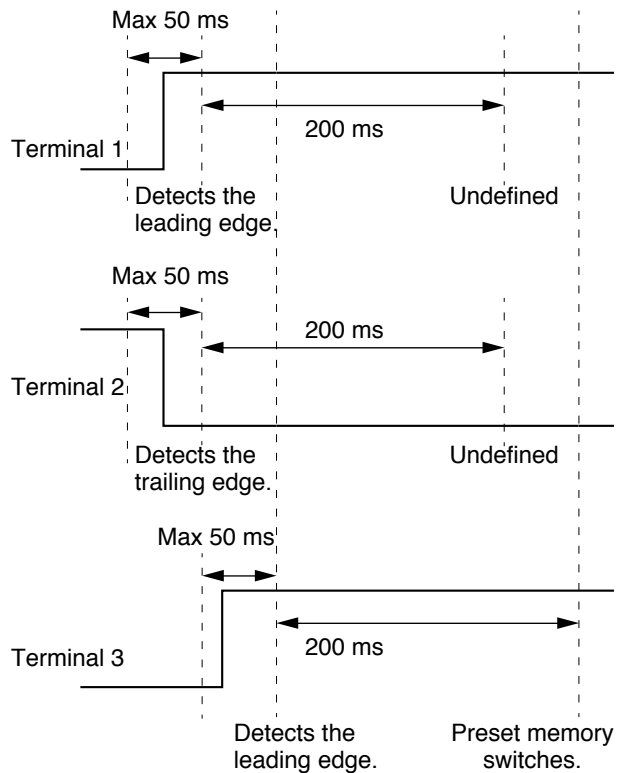 Max 50 ms
200 ms
Terminal 1
Detects the
leading edge.
Undefined
Max 50 ms
200 ms
Terminal 2
Detects the
trailing edge.
Undefined
Max 50 ms
200 ms
Terminal 3
Detects the
leading edge.
Preset memory
switches.